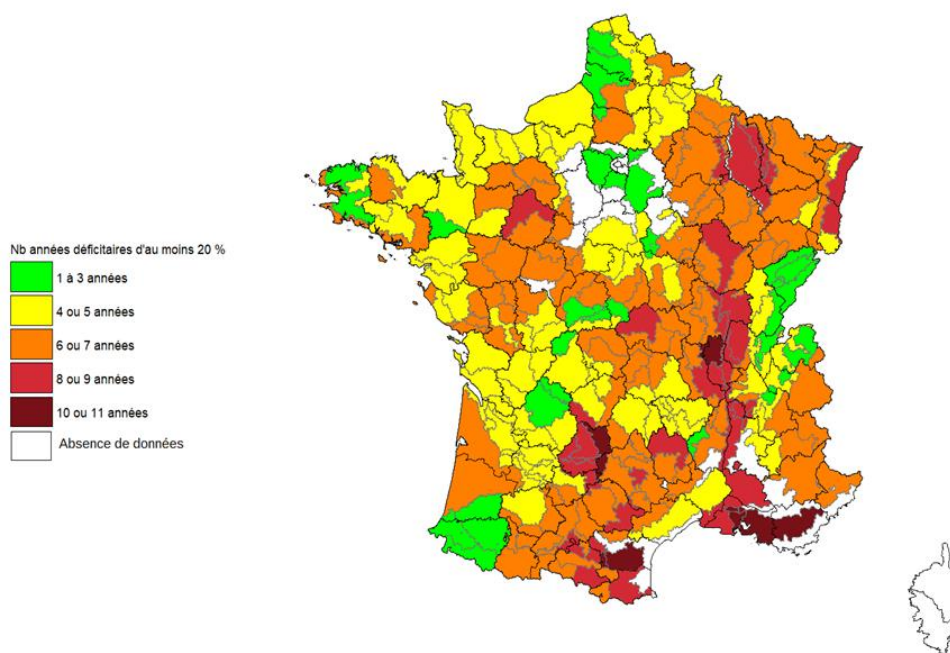 Nb années déficitaires d'au moins 20 %
1 à 3 années
4 ou 5 années
6 ou 7 années
8 ou 9 années
10 ou 11 années
Absence de données